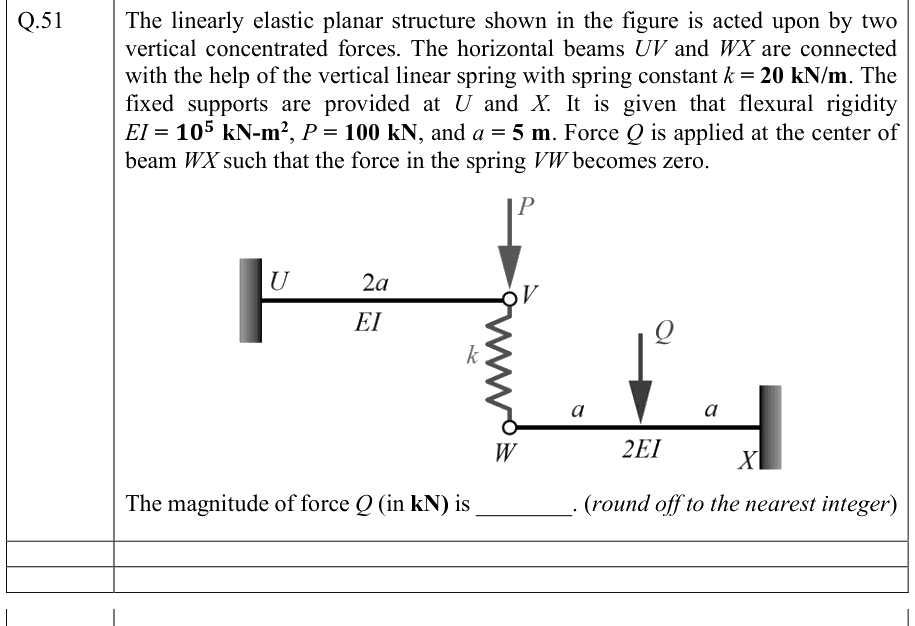 Q.51
The linearly elastic planar structure shown in the figure is acted upon by two
vertical concentrated forces. The horizontal beams UV and WX are connected
with the help of the vertical linear spring with spring constant k = 20 kN/m. The
fixed supports are provided at U and X. It is given that flexural rigidity
EI = 10⁵ kN-m², P = 100 kN, and a = 5 m. Force Q is applied at the center of
beam WX such that the force in the spring VW becomes zero.
P
U
2a
V
EI
Q
k
a
a
W
2EI
X
The magnitude of force Q (in kN) is ________. (round off to the nearest integer)